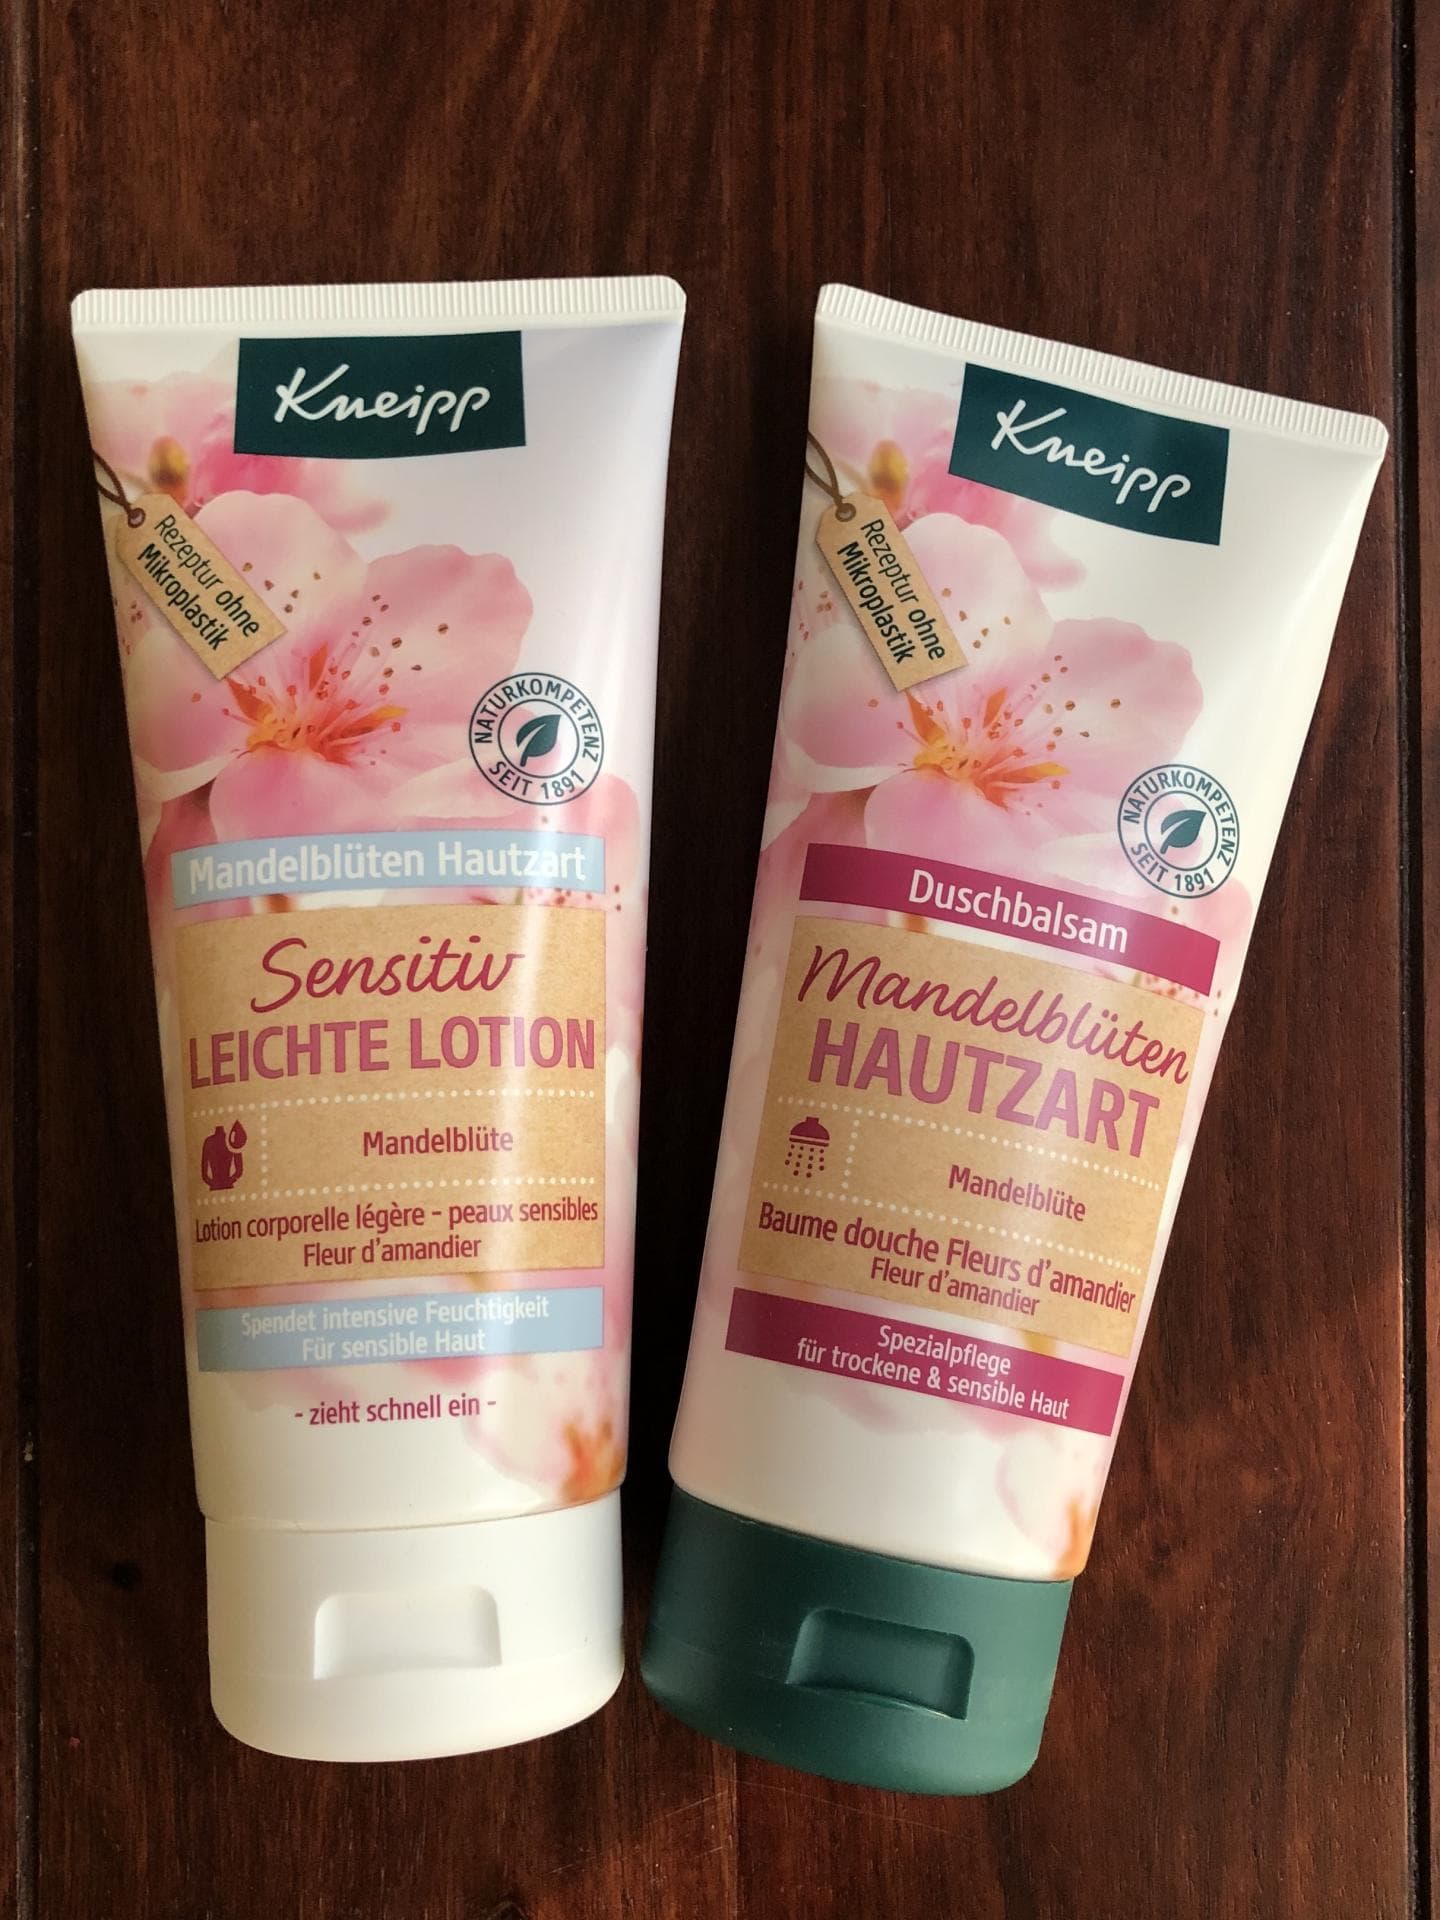 Kneipp
Rezeptur ohne
Mikroplastik
NATURKOMPETENZ
SEIT 1891
Mandelblüten Hautzart
Sensitiv
LEICHTE LOTION
Mandelblüte
Lotion corporelle légère - peaux sensibles
Fleur d'amandier
Spendet intensive Feuchtigkeit
Für sensible Haut
- zieht schnell ein -
Kneipp
Rezeptur ohne
Mikroplastik
NATURKOMPETENZ
SEIT 1891
Duschbalsam
Mandelblüten
HAUTZART
Mandelblüte
Baume douche Fleurs d'amandier
Fleur d'amandier
Spezialpflege
für trockene & sensible Haut